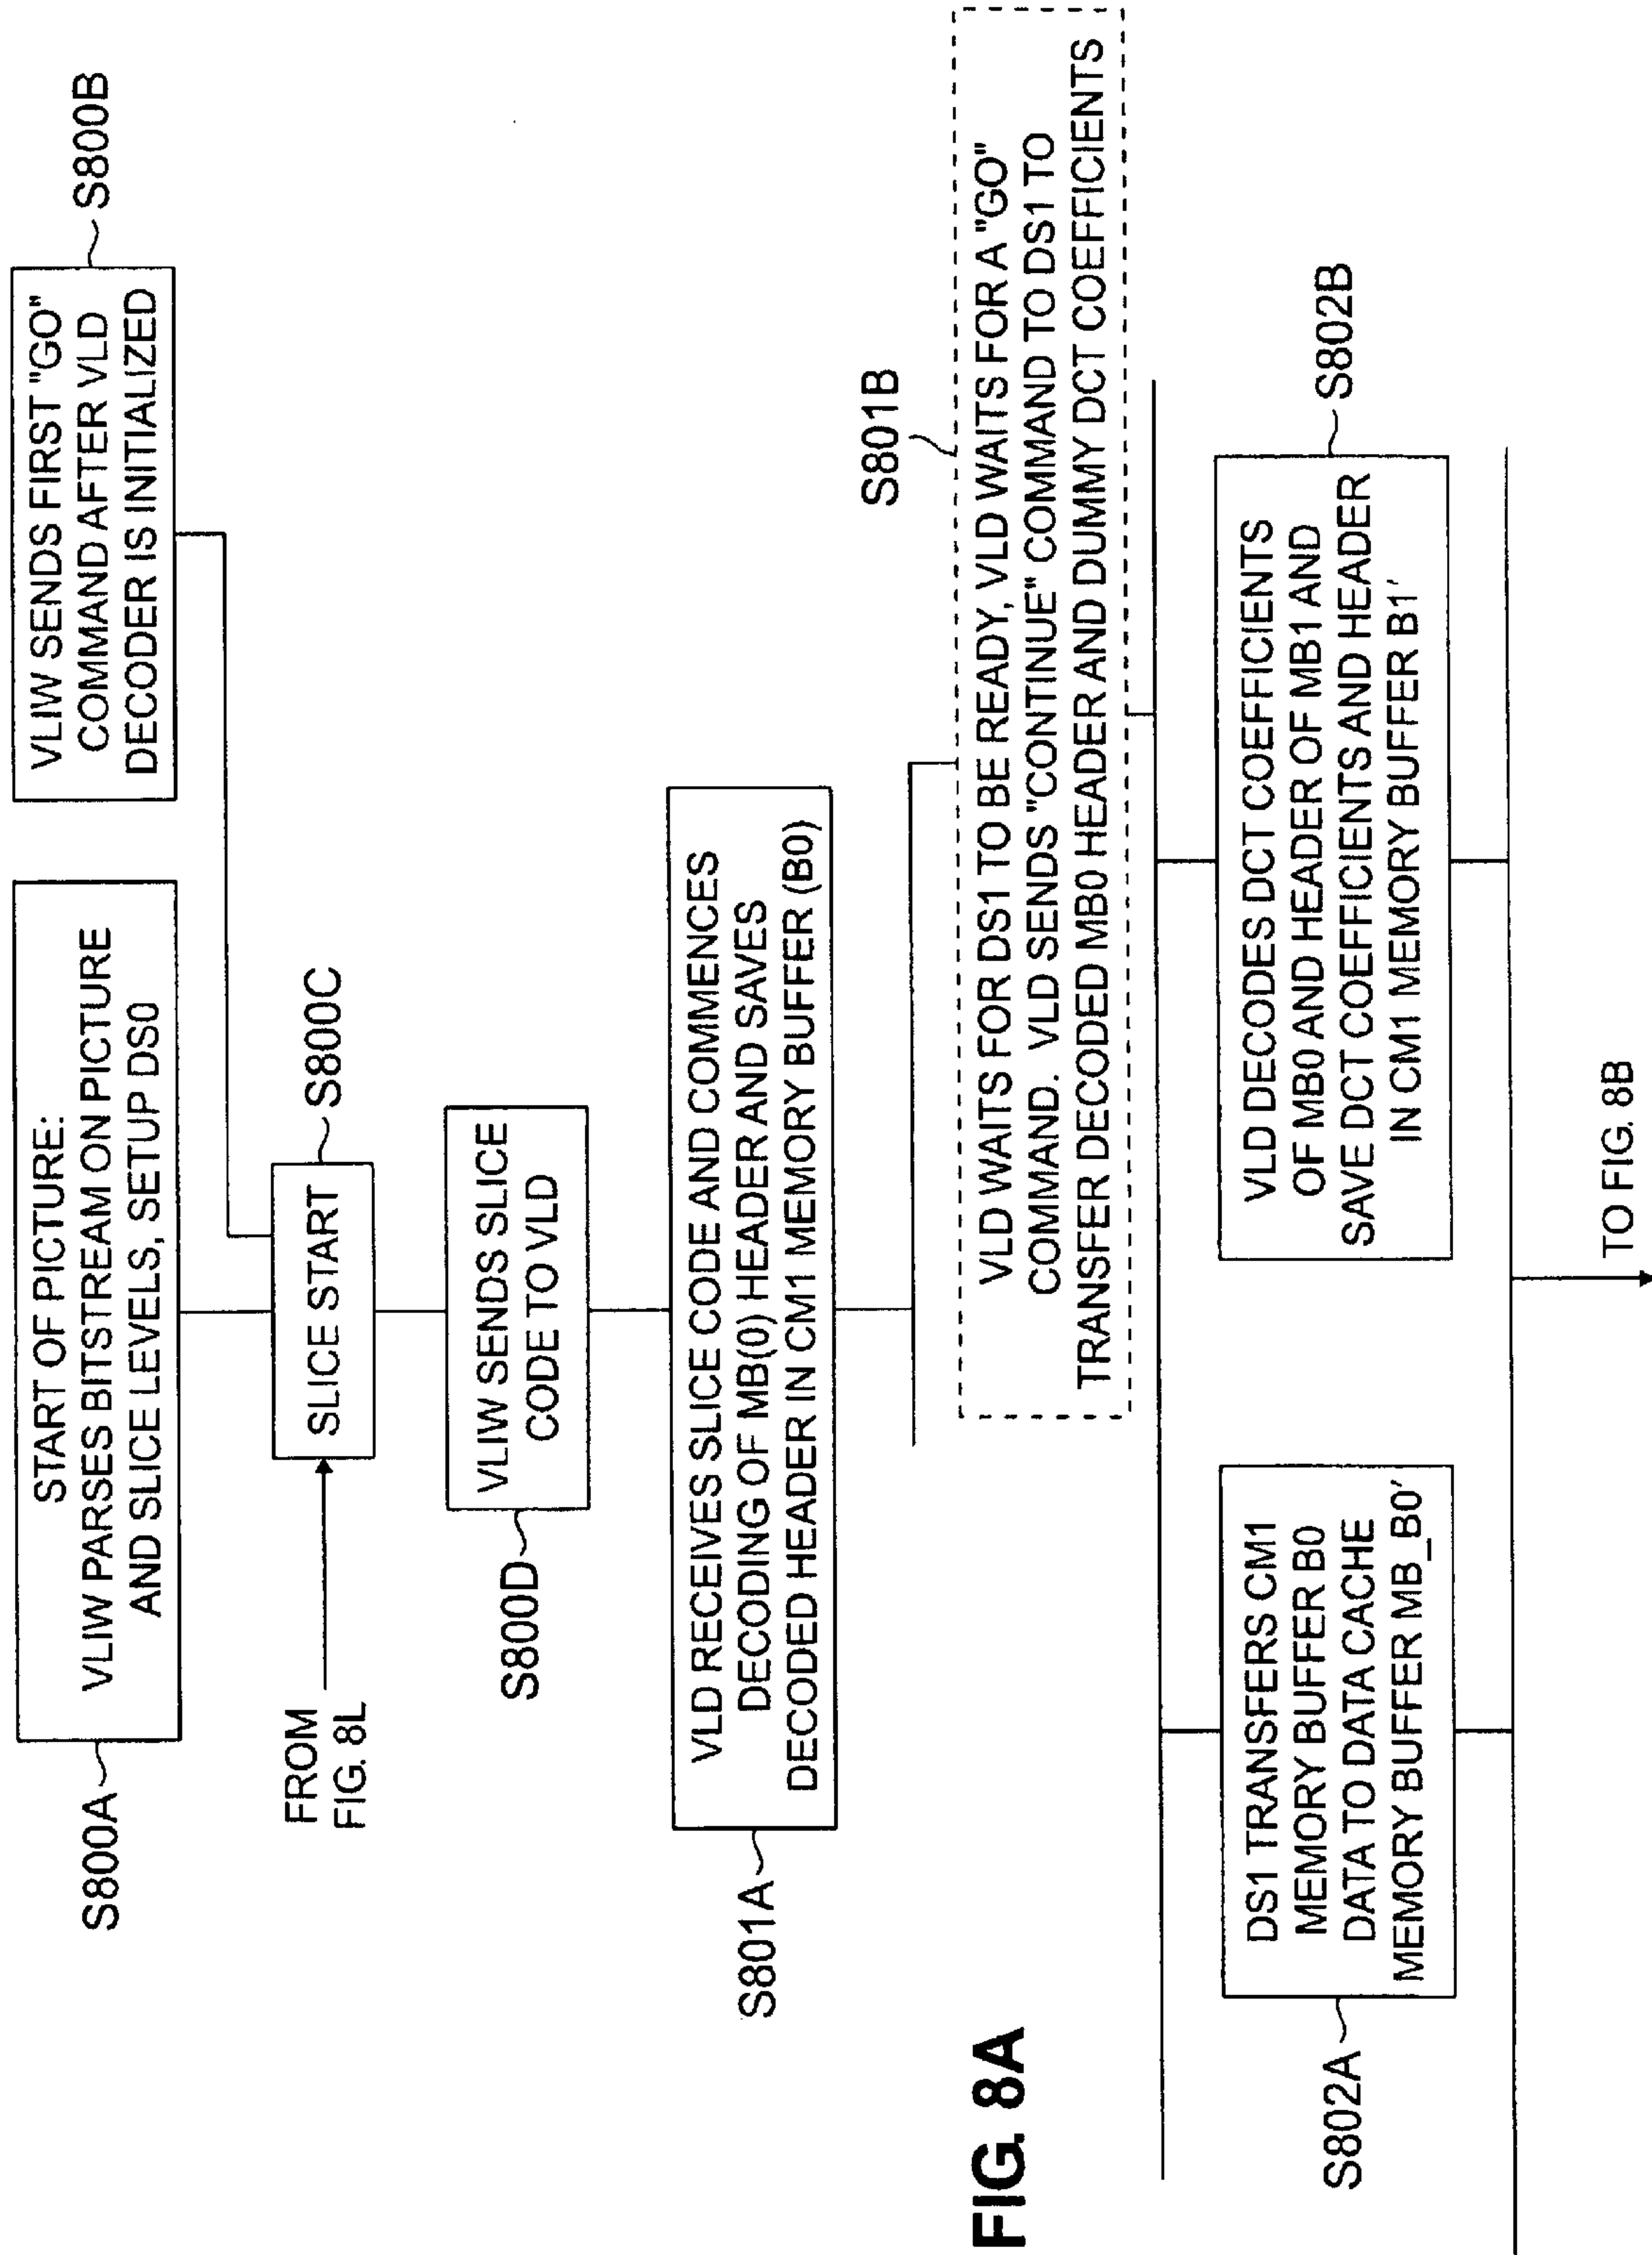 START OF PICTURE:
VLIW PARSES BITSTREAM ON PICTURE
AND SLICE LEVELS, SETUP DS0
S800A
VLIW SENDS FIRST "GO"
COMMAND AFTER VLD
DECODER IS INITIALIZED
S800B
FROM
FIG. 8L
SLICE START
S800C
VLIW SENDS SLICE
CODE TO VLD
S800D
VLD RECEIVES SLICE CODE AND COMMENCES
DECODING OF MB(0) HEADER AND SAVES
DECODED HEADER IN CM1 MEMORY BUFFER (B0)
S801A
S801B
VLD WAITS FOR DS1 TO BE READY, VLD WAITS FOR A "GO"
COMMAND. VLD SENDS "CONTINUE" COMMAND TO DS1 TO
TRANSFER DECODED MB0 HEADER AND DUMMY DCT COEFFICIENTS
FIG. 8A
DS1 TRANSFERS CM1
MEMORY BUFFER B0
DATA TO DATA CACHE
MEMORY BUFFER MB_B0'
S802A
VLD DECODES DCT COEFFICIENTS
OF MB0 AND HEADER OF MB1 AND
SAVE DCT COEFFICIENTS AND HEADER
IN CM1 MEMORY BUFFER B1'
S802B
TO FIG. 8B